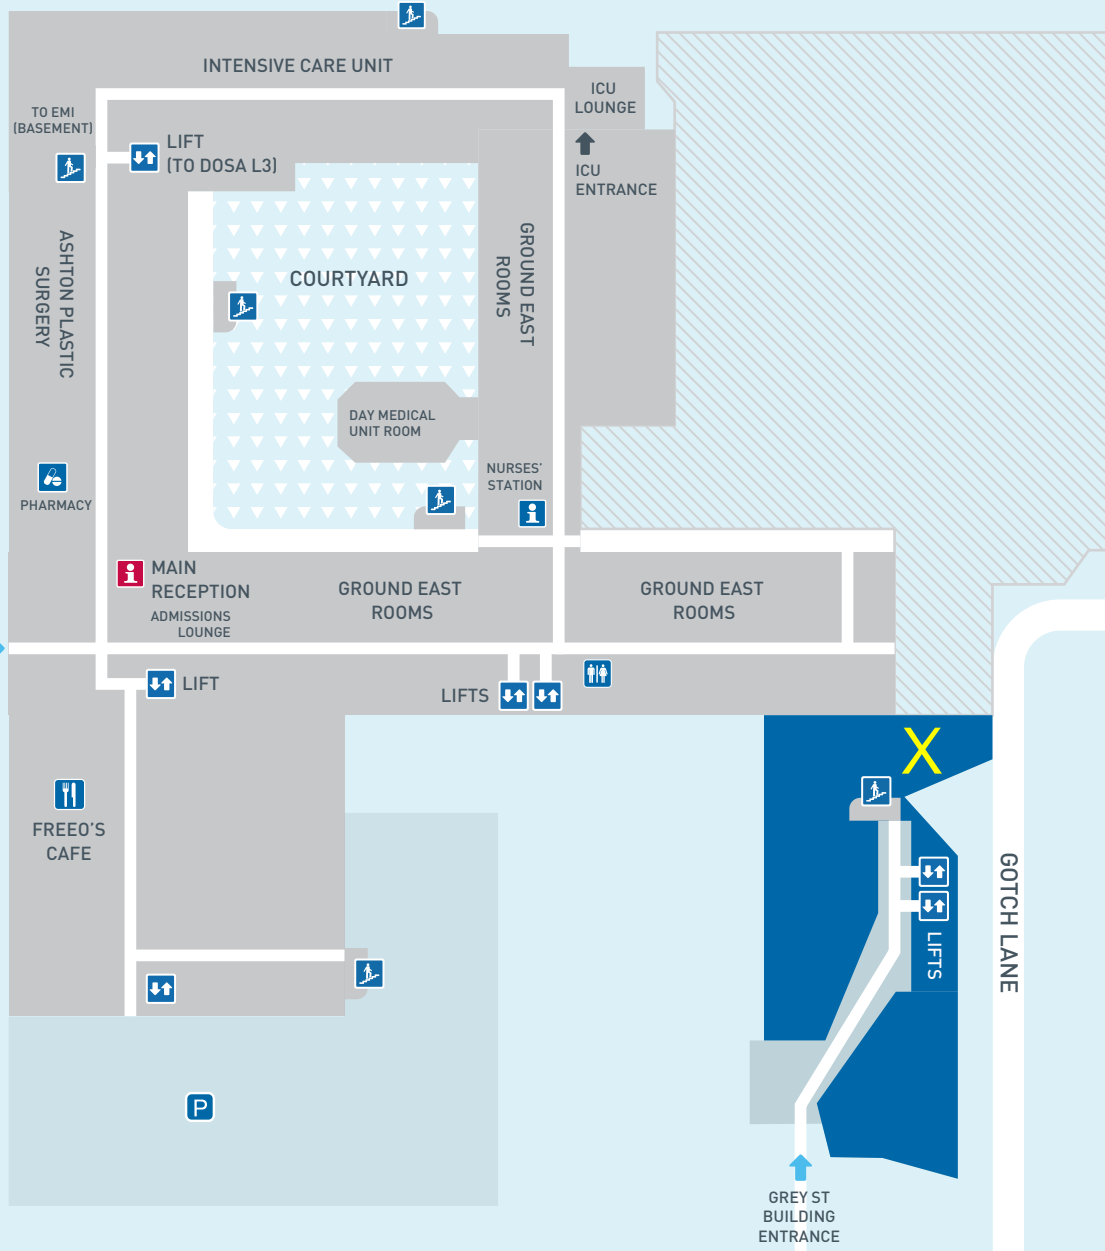 INTENSIVE CARE UNIT
ICU
LOUNGE
TO EMI
(BASEMENT)
LIFT
(TO DOSA L3)
ICU
ENTRANCE
ASHTON PLASTIC
SURGERY
COURTYARD
GROUND EAST
ROOMS
DAY MEDICAL
UNIT ROOM
NURSES'
STATION
PHARMACY
MAIN
RECEPTION
ADMISSIONS
LOUNGE
GROUND EAST
ROOMS
GROUND EAST
ROOMS
LIFT
LIFTS
X
FREEO'S
CAFE
GOTCH LANE
LIFTS
P
GREY ST
BUILDING
ENTRANCE